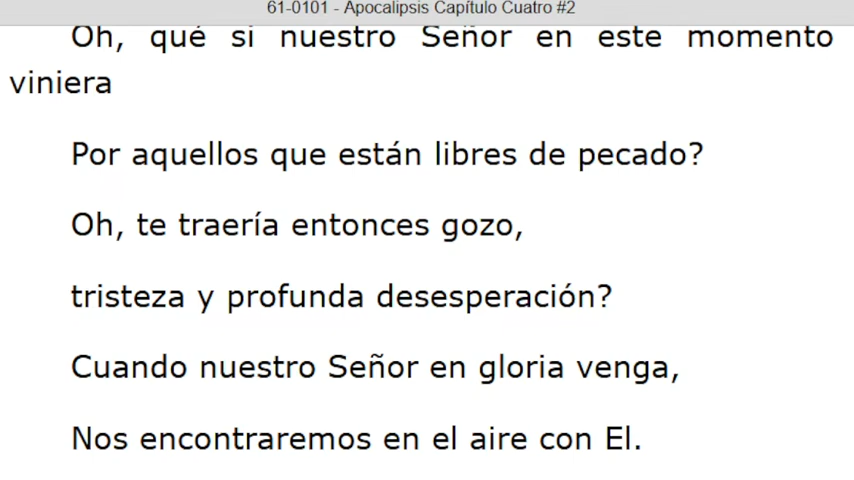 61-0101 - Apocalipsis Capítulo Cuatro #2
Oh, qué si nuestro Señor en este momento
viniera
Por aquellos que están libres de pecado?
Oh, te traería entonces gozo,
tristeza y profunda desesperación?
Cuando nuestro Señor en gloria venga,
Nos encontraremos en el aire con El.